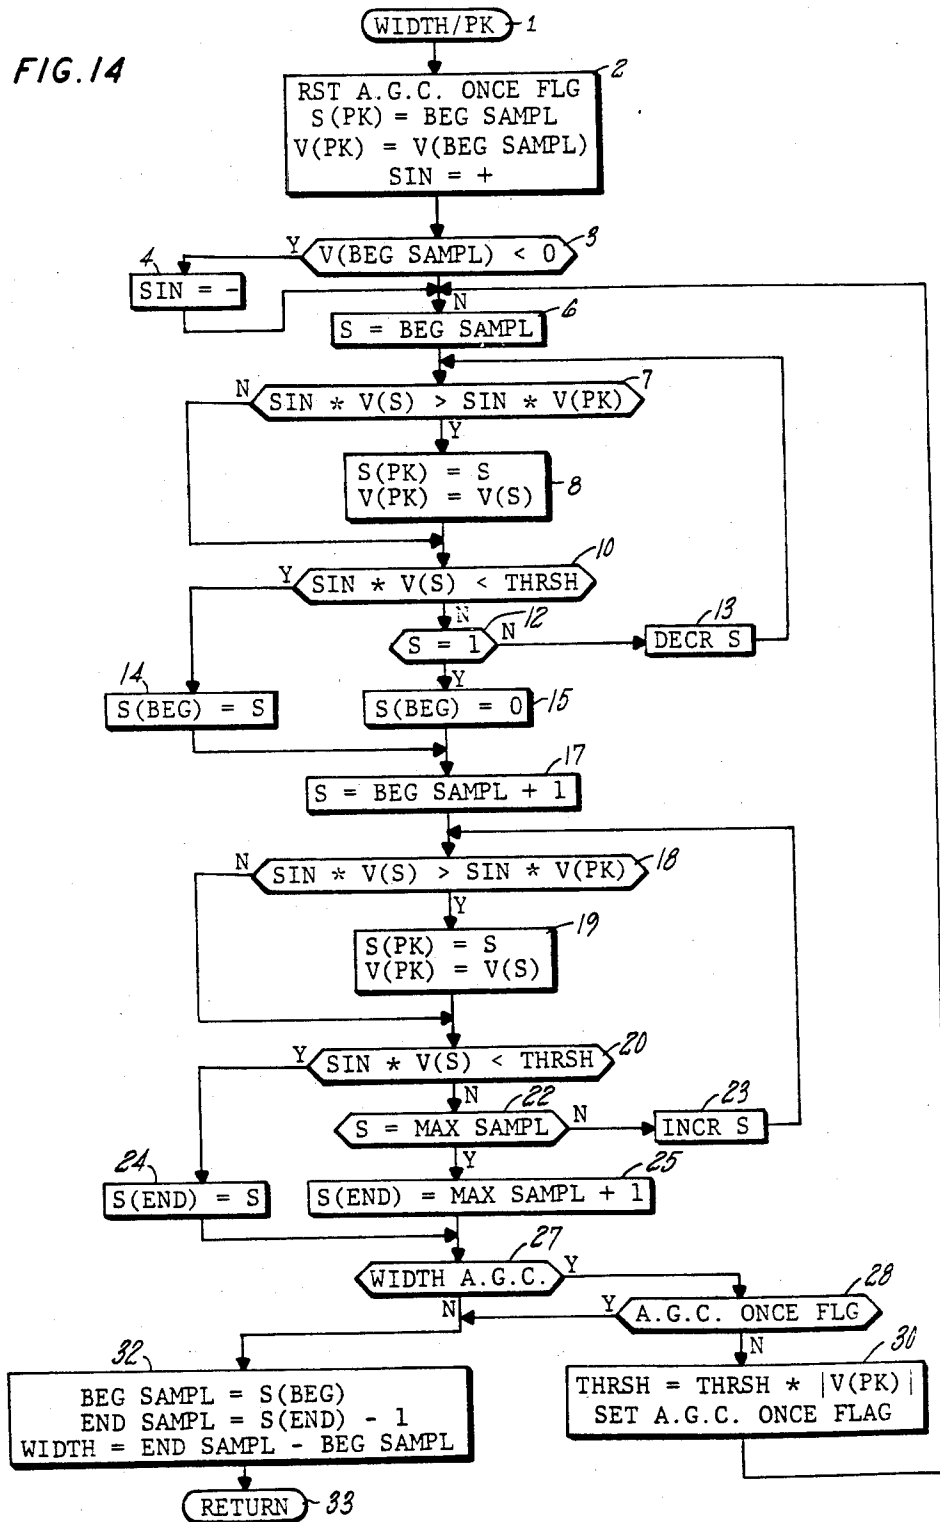 FIG.14
WIDTH/PK 1
2
RST A.G.C. ONCE FLG
S(PK) = BEG SAMPL
V(PK) = V(BEG SAMPL)
SIN = +
Y V(BEG SAMPL) < 0 3
4
SIN = -
N
6
S = BEG SAMPL
7
N SIN * V(S) > SIN * V(PK)
Y
S(PK) = S
V(PK) = V(S)
8
10
Y SIN * V(S) < THRSH
N
12
S = 1 N
13
DECR S
14
S(BEG) = S
Y
S(BEG) = 0 15
17
S = BEG SAMPL + 1
N SIN * V(S) > SIN * V(PK) 18
Y
19
S(PK) = S
V(PK) = V(S)
Y SIN * V(S) < THRSH 20
N
22
S = MAX SAMPL N
23
INCR S
Y
24
S(END) = S
25
S(END) = MAX SAMPL + 1
27
WIDTH A.G.C. Y
28
N
Y A.G.C. ONCE FLG
N
30
THRSH = THRSH * |V(PK)|
SET A.G.C. ONCE FLAG
32
BEG SAMPL = S(BEG)
END SAMPL = S(END) - 1
WIDTH = END SAMPL - BEG SAMPL
RETURN 33